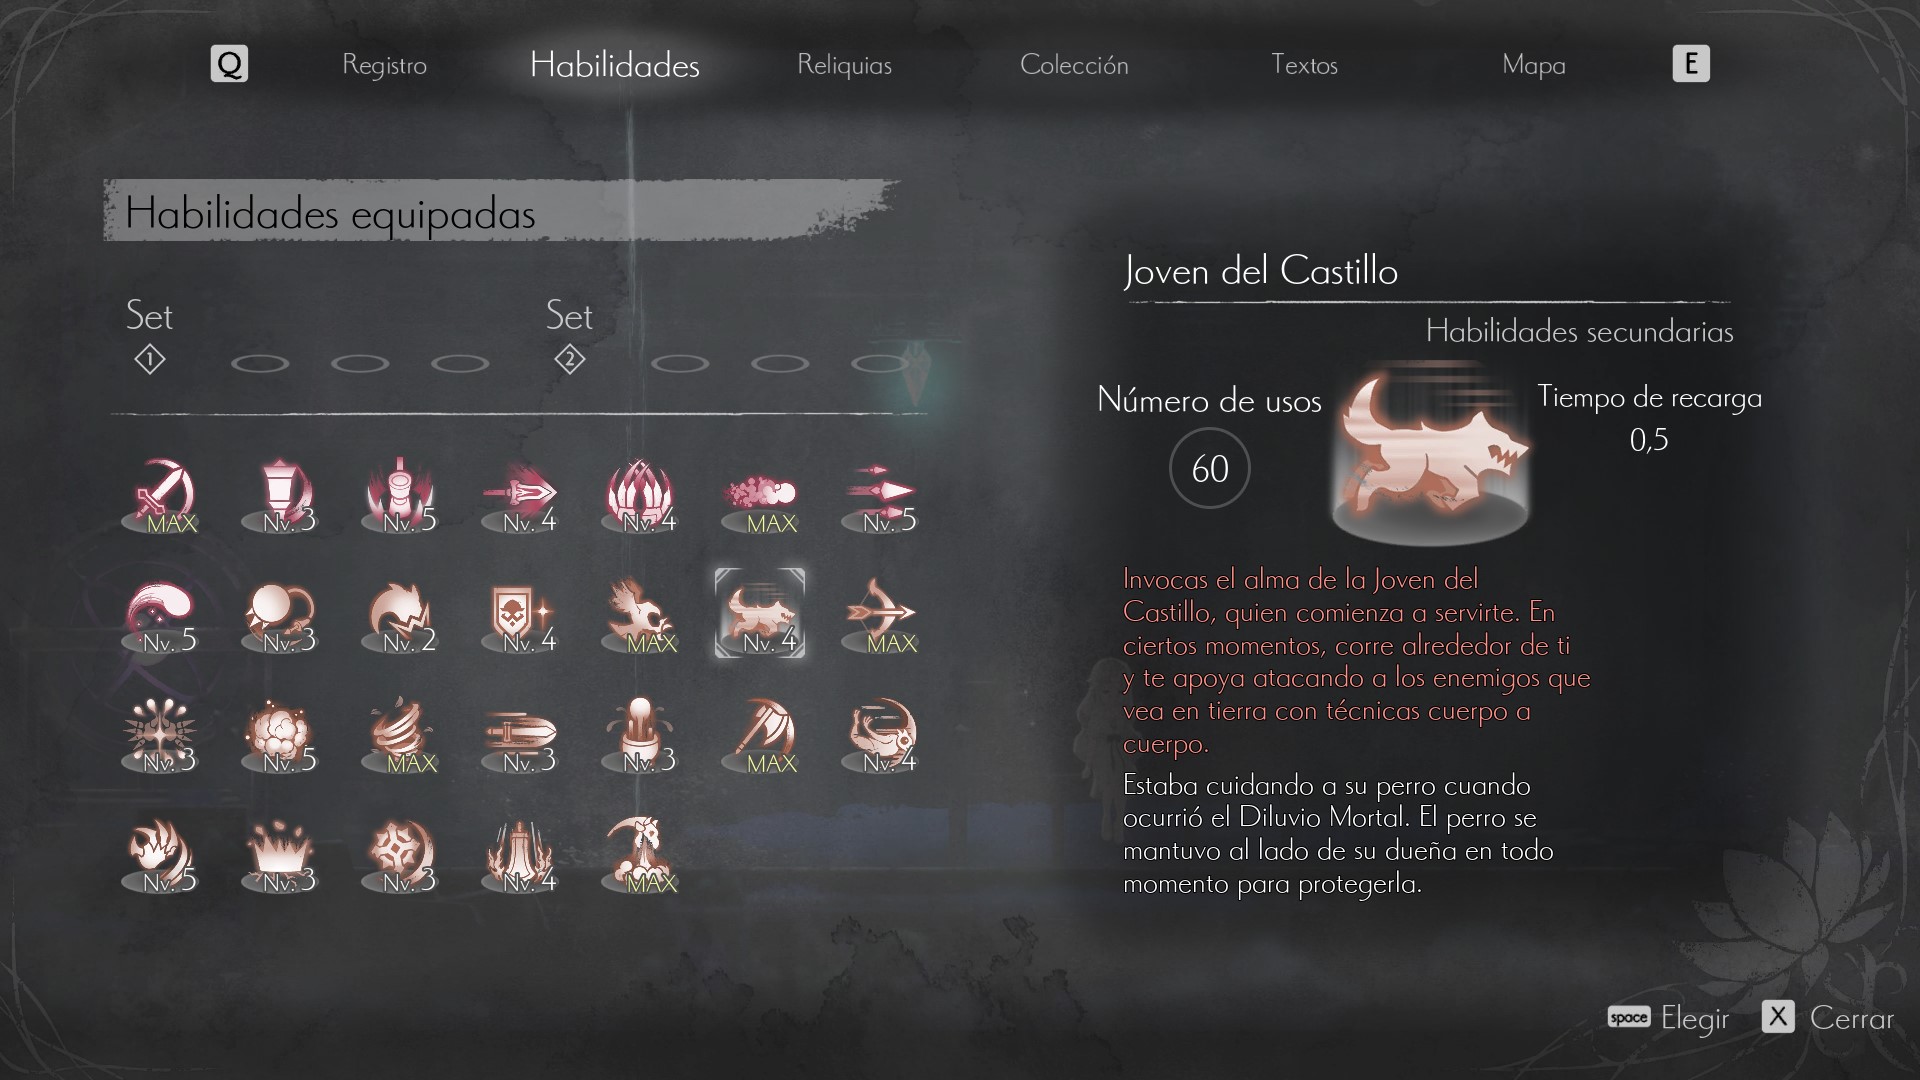 Q Registro Habilidades Reliquias Colección Textos Mapa E
Habilidades equipadas
Set Set
1 2
MAX Nv. 3 Nv. 5 Nv. 4 Nv. 4 MAX Nv. 5
Nv. 5 Nv. 3 Nv. 2 Nv. 4 MAX Nv. 4 MAX
Nv. 3 Nv. 5 MAX Nv. 3 Nv. 3 MAX Nv. 4
Nv. 5 Nv. 3 Nv. 3 Nv. 4 MAX
Joven del Castillo
Habilidades secundarias
Número de usos
60
Tiempo de recarga
0,5
Invocas el alma de la Joven del
Castillo, quien comienza a servirte. En
ciertos momentos, corre alrededor de ti
y te apoya atacando a los enemigos que
vea en tierra con técnicas cuerpo a
cuerpo.
Estaba cuidando a su perro cuando
ocurrió el Diluvio Mortal. El perro se
mantuvo al lado de su dueña en todo
momento para protegerla.
space Elegir X Cerrar